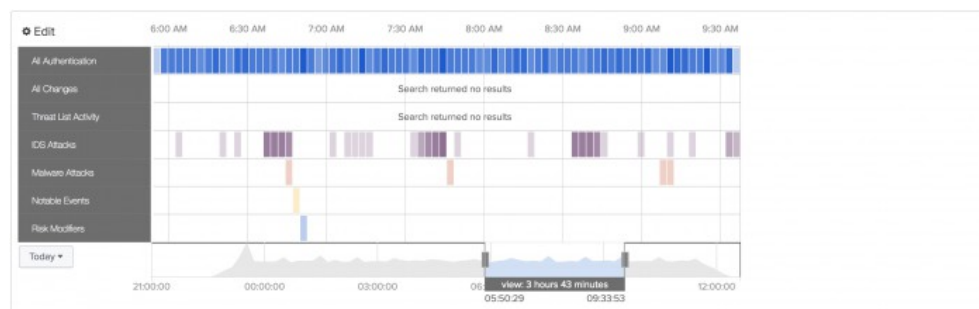 Edit
6:00 AM 6:30 AM 7:00 AM 7:30 AM 8:00 AM 8:30 AM 9:00 AM 9:30 AM
All Authentication
All Changes
Search returned no results
Threat List Activity
Search returned no results
IDS Attacks
Malware Attacks
Notable Events
Risk Modifiers
Today
21:00:00 00:00:00 03:00:00 06: 12:00:00
view: 3 hours 43 minutes
05:50:29 09:33:53